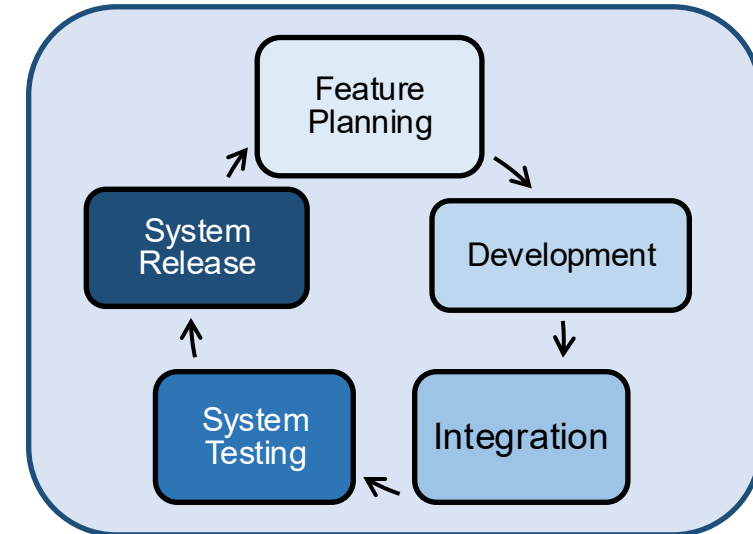 Feature
Planning
Development
Integration
System
Testing
System
Release